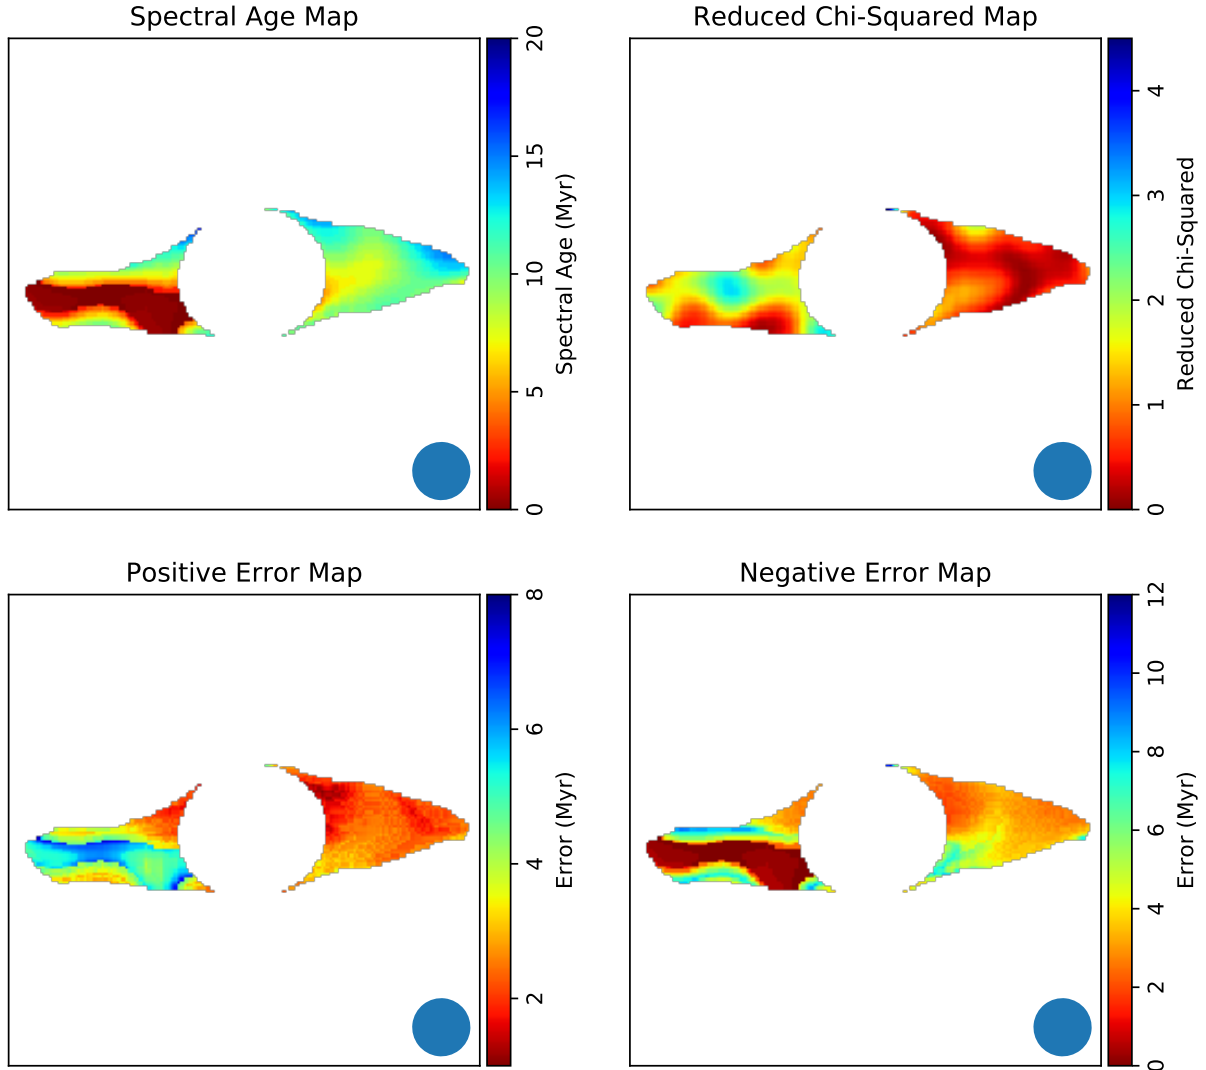 Spectral Age Map
20
15
10
5
0
Spectral Age (Myr)
Reduced Chi-Squared Map
4
3
2
1
0
Reduced Chi-Squared
Positive Error Map
8
6
4
2
Error (Myr)
Negative Error Map
12
10
8
6
4
2
0
Error (Myr)